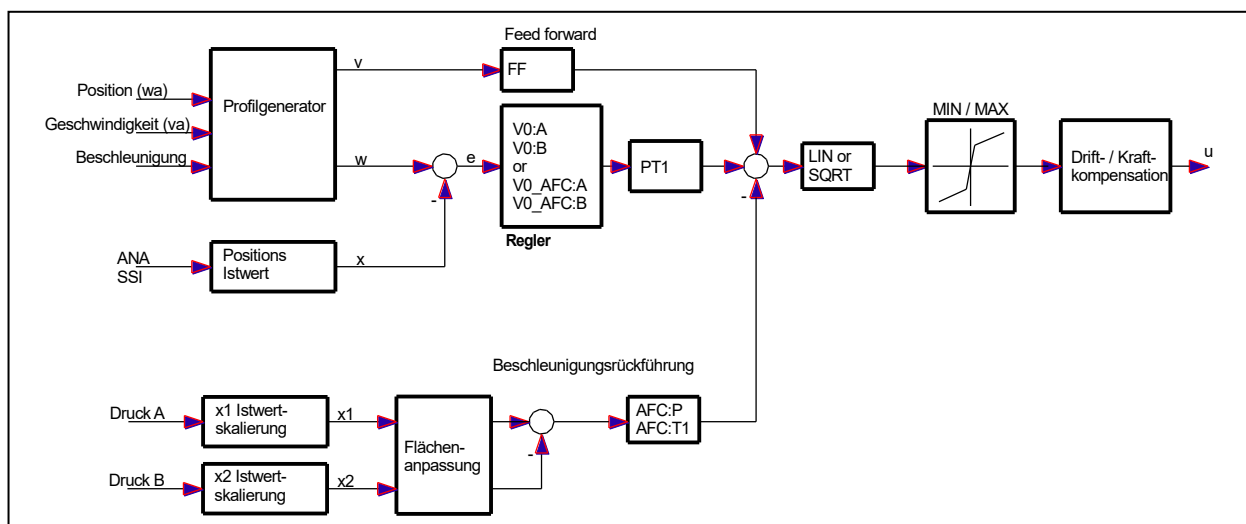 Feed forward
v
FF
Position (wa)
Profilgenerator
MIN / MAX
Geschwindigkeit (va)
V0:A
V0:B
or
V0_AFC:A
V0_AFC:B
Beschleunigung
w
e
PT1
LIN or
SQRT
Drift- / Kraft-
kompensation
u
-
-
Regler
ANA
SSI
Positions
Istwert
x
Beschleunigungsrückführung
Druck A
x1 Istwert-
skalierung
x1
AFC:P
AFC:T1
Flächen-
anpassung
-
Druck B
x2 Istwert-
skalierung
x2